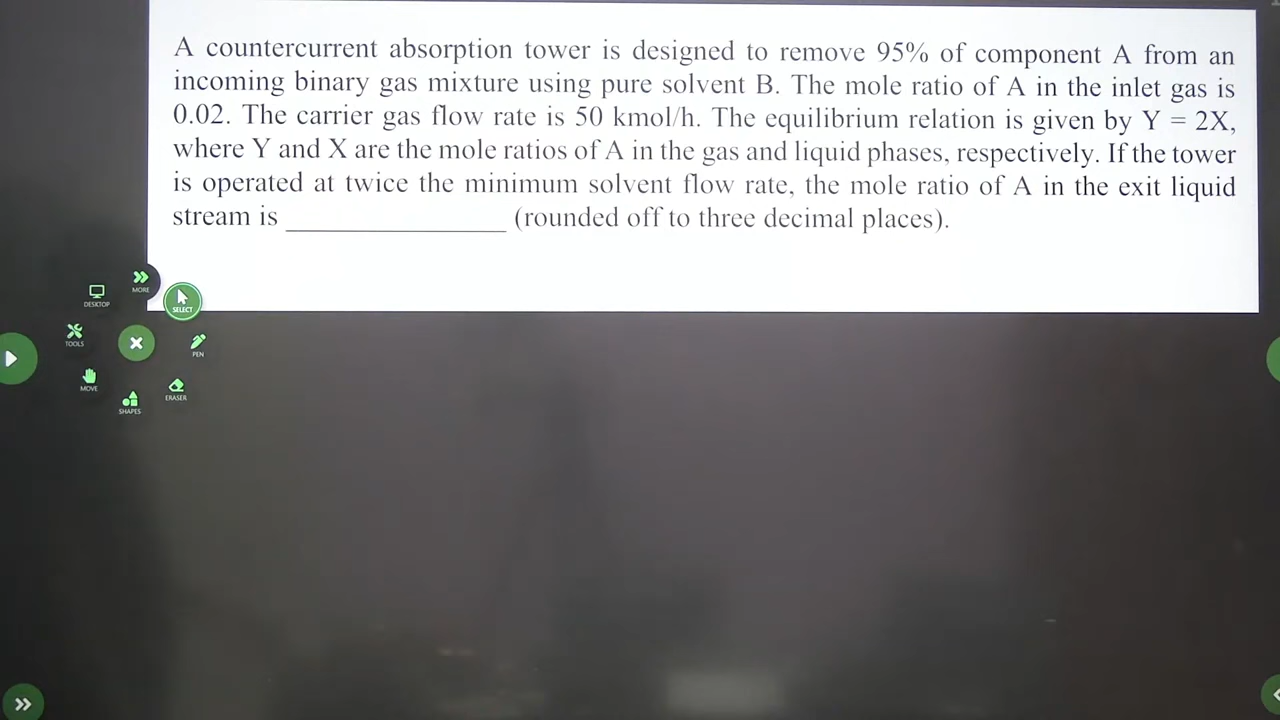 A countercurrent absorption tower is designed to remove 95% of component A from an
incoming binary gas mixture using pure solvent B. The mole ratio of A in the inlet gas is
0.02. The carrier gas flow rate is 50 kmol/h. The equilibrium relation is given by Y = 2X,
where Y and X are the mole ratios of A in the gas and liquid phases, respectively. If the tower
is operated at twice the minimum solvent flow rate, the mole ratio of A in the exit liquid
stream is ____________________ (rounded off to three decimal places).
MORE
DESKTOP
SELECT
TOOLS
PEN
MOVE
ERASER
SHAPES